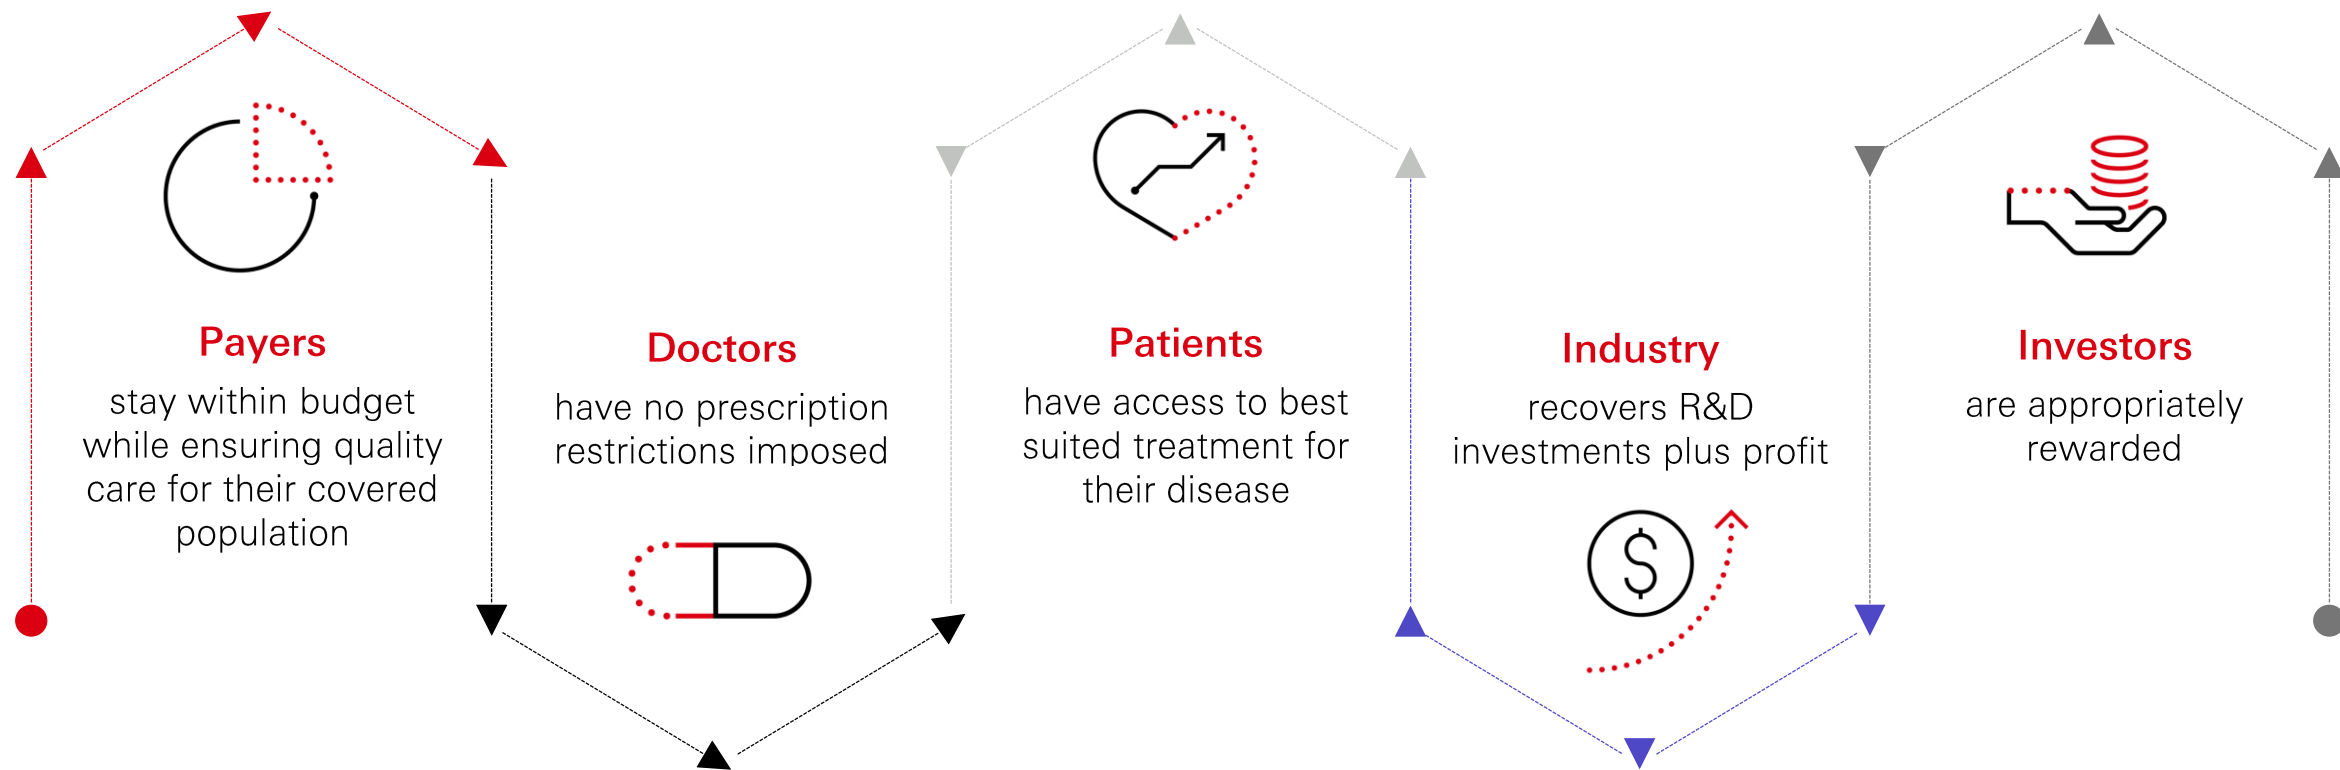 Payers
stay within budget
while ensuring quality
care for their covered
population
Doctors
have no prescription
restrictions imposed
Patients
have access to best
suited treatment for
their disease
Industry
recovers R&D
investments plus profit
$
Investors
are appropriately
rewarded